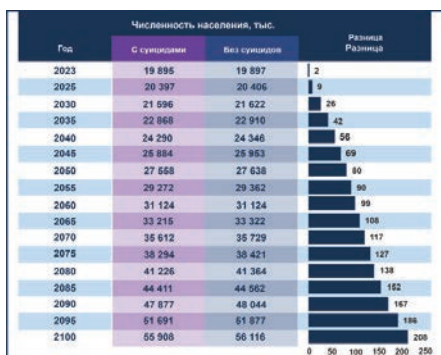 Численность населения, тыс.
Год С суицидами Без суицидов Разница
Разница
2023 19 895 19 897 2
2025 20 397 20 406 9
2030 21 596 21 622 26
2035 22 868 22 910 42
2040 24 290 24 346 56
2045 25 884 25 953 69
2050 27 558 27 638 80
2055 29 272 29 362 90
2060 31 124 31 124 99
2065 33 215 33 322 108
2070 35 612 35 729 117
2075 38 294 38 421 127
2080 41 226 41 364 138
2085 44 411 44 562 152
2090 47 877 48 044 167
2095 51 691 51 877 186
2100 55 908 56 116 208
0 50 100 150 200 250